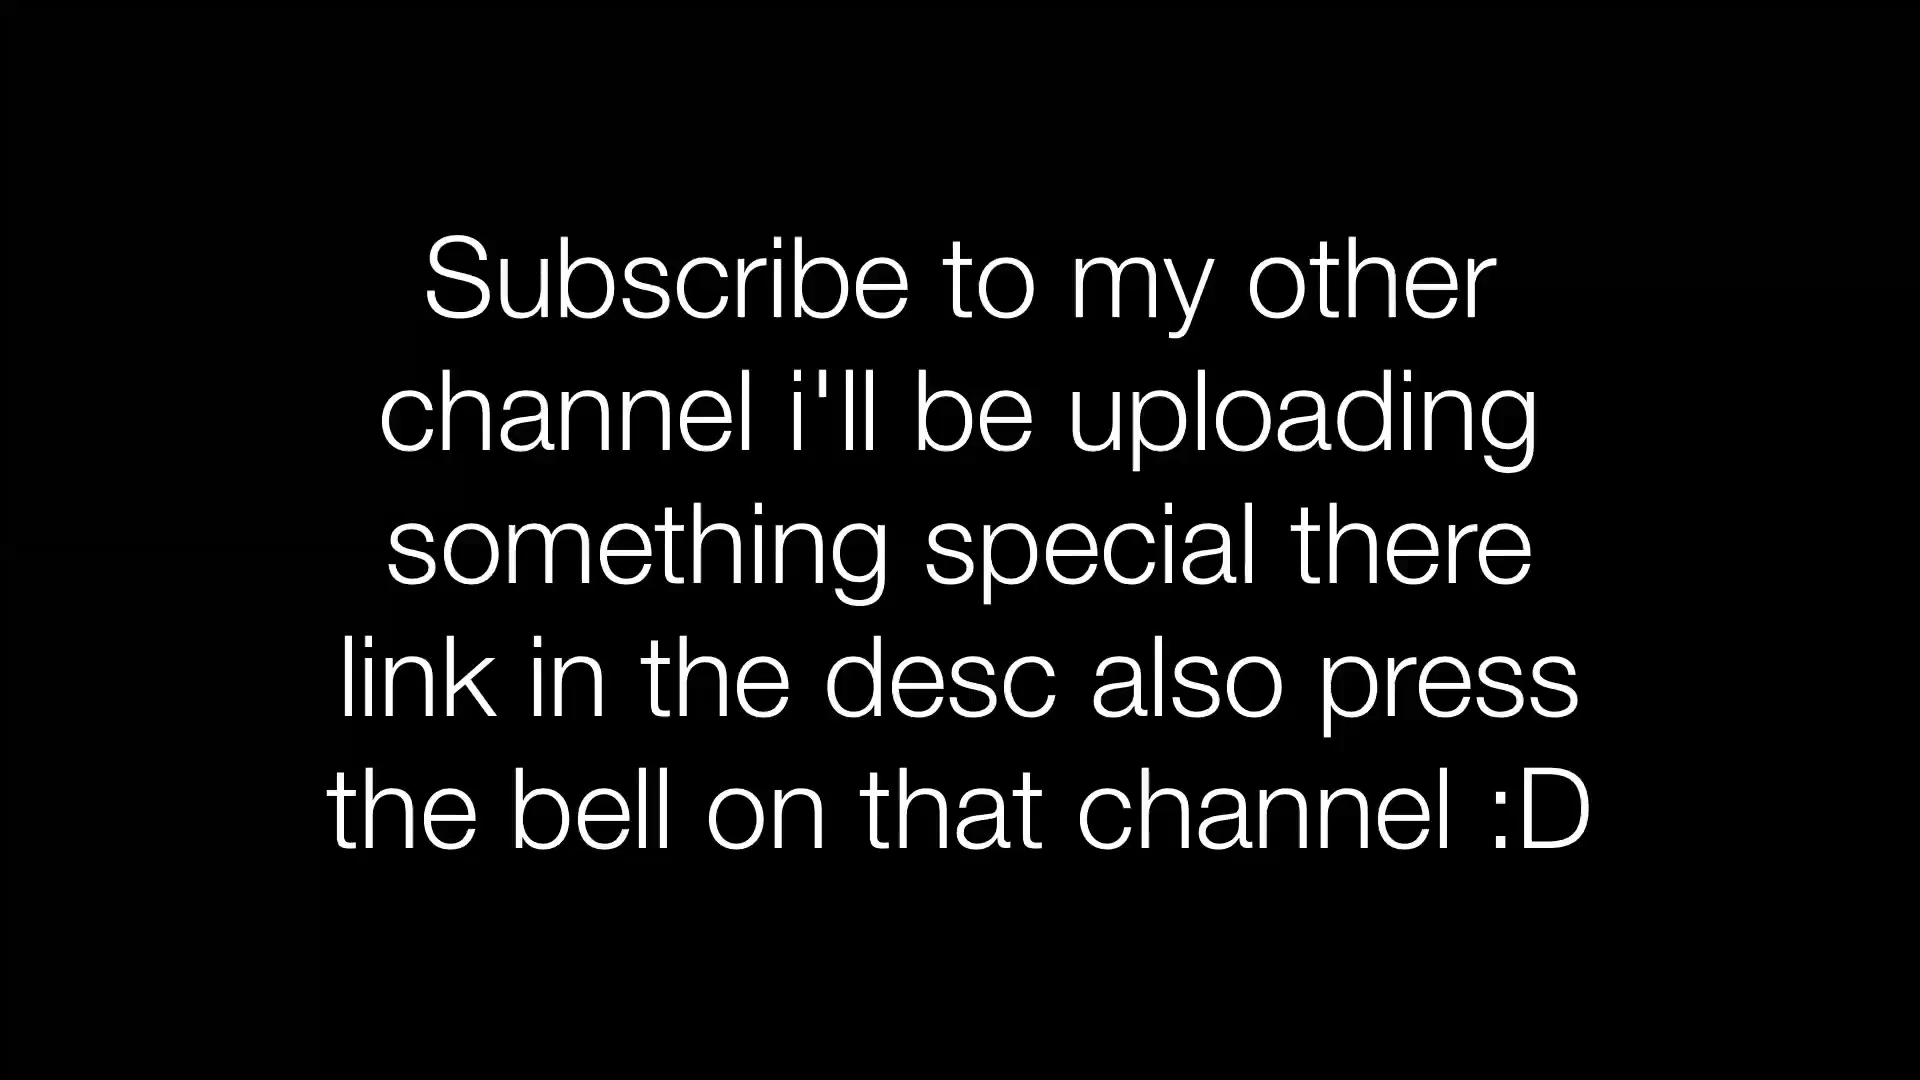 Subscribe to my other
channel i'll be uploading
something special there
link in the desc also press
the bell on that channel :D